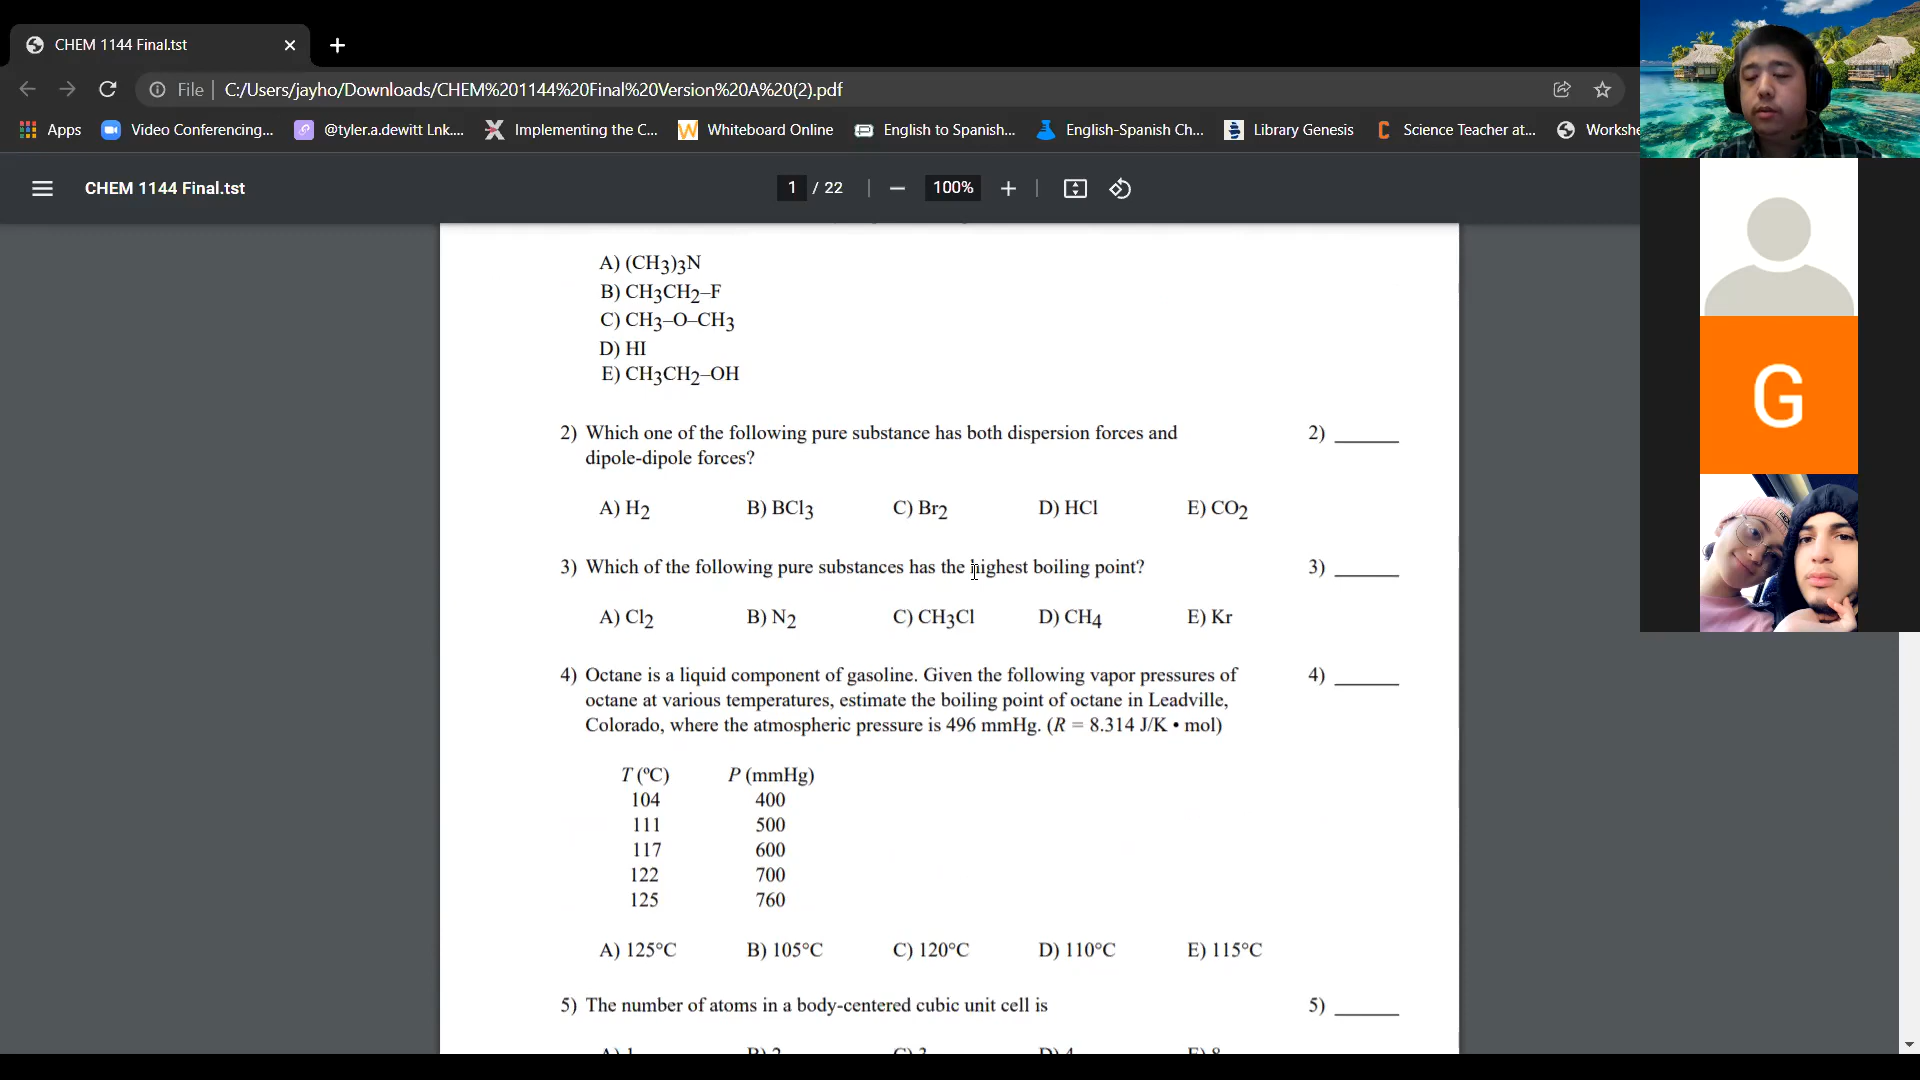 CHEM 1144 Final.tst
File | C:/Users/jayho/Downloads/CHEM%201144%20Final%20Version%20A%20(2).pdf
Apps Video Conferencing... @tyler.a.dewitt Lnk.... Implementing the C... Whiteboard Online English to Spanish... English-Spanish Ch... Library Genesis Science Teacher at... Workshe
CHEM 1144 Final.tst 1 / 22 100%
A) (CH3)3N
B) CH3CH2–F
C) CH3–O–CH3
D) HI
E) CH3CH2–OH
2) Which one of the following pure substance has both dispersion forces and 2) ______
dipole-dipole forces?
A) H2 B) BCl3 C) Br2 D) HCl E) CO2
3) Which of the following pure substances has the highest boiling point? 3) ______
A) Cl2 B) N2 C) CH3Cl D) CH4 E) Kr
4) Octane is a liquid component of gasoline. Given the following vapor pressures of 4) ______
octane at various temperatures, estimate the boiling point of octane in Leadville,
Colorado, where the atmospheric pressure is 496 mmHg. (R = 8.314 J/K • mol)
T (ºC) P (mmHg)
104 400
111 500
117 600
122 700
125 760
A) 125°C B) 105°C C) 120°C D) 110°C E) 115°C
5) The number of atoms in a body-centered cubic unit cell is 5) ______
A) 1 B) 2 C) 3 D) 4 E) 8
G